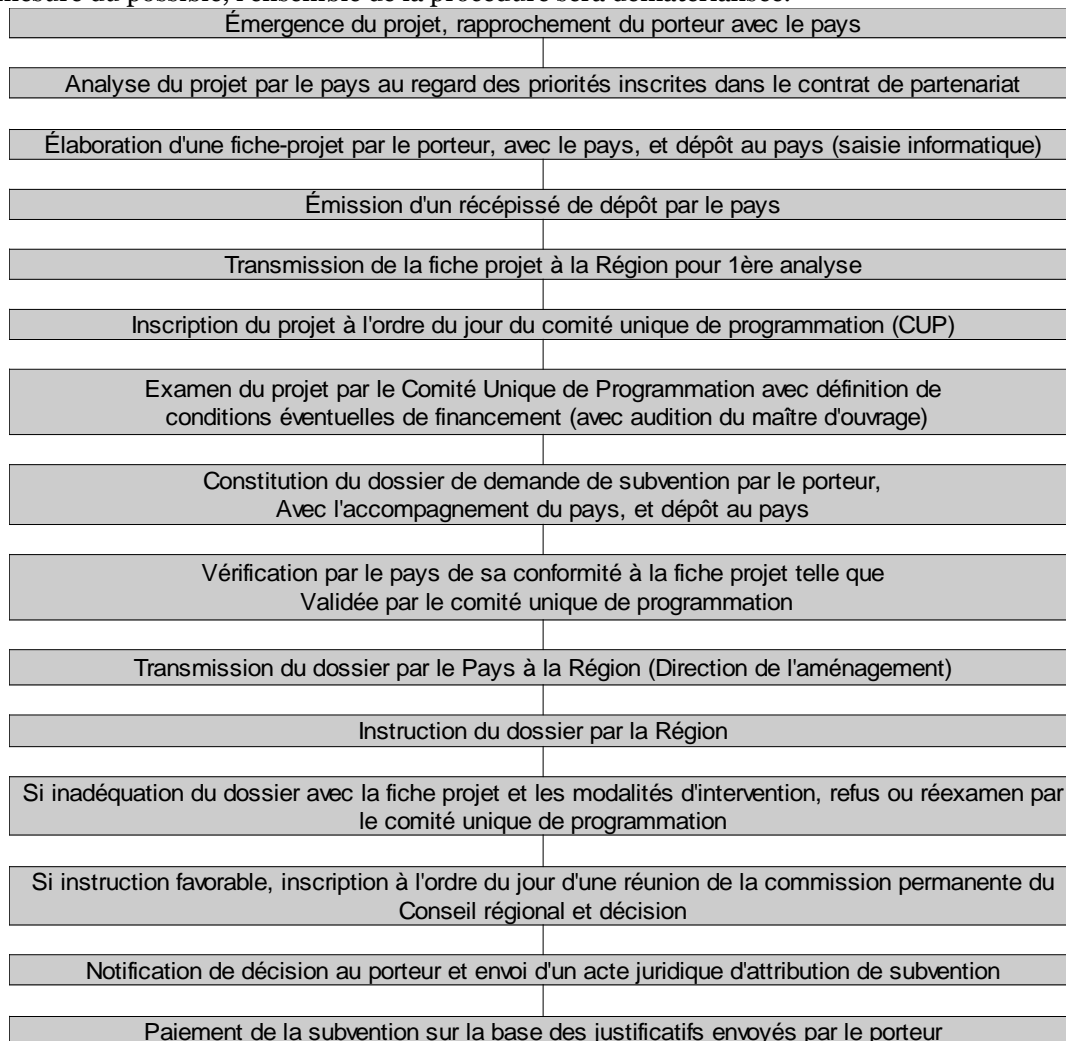 mesure du possible, l'ensemble de la procédure sera dématérialisée.
Émergence du projet, rapprochement du porteur avec le pays
Analyse du projet par le pays au regard des priorités inscrites dans le contrat de partenariat
Élaboration d'une fiche-projet par le porteur, avec le pays, et dépôt au pays (saisie informatique)
Émission d'un récépissé de dépôt par le pays
Transmission de la fiche projet à la Région pour 1ère analyse
Inscription du projet à l'ordre du jour du comité unique de programmation (CUP)
Examen du projet par le Comité Unique de Programmation avec définition de
conditions éventuelles de financement (avec audition du maître d'ouvrage)
Constitution du dossier de demande de subvention par le porteur,
Avec l'accompagnement du pays, et dépôt au pays
Vérification par le pays de sa conformité à la fiche projet telle que
Validée par le comité unique de programmation
Transmission du dossier par le Pays à la Région (Direction de l'aménagement)
Instruction du dossier par la Région
Si inadéquation du dossier avec la fiche projet et les modalités d'intervention, refus ou réexamen par
le comité unique de programmation
Si instruction favorable, inscription à l'ordre du jour d'une réunion de la commission permanente du
Conseil régional et décision
Notification de décision au porteur et envoi d'un acte juridique d'attribution de subvention
Paiement de la subvention sur la base des justificatifs envoyés par le porteur